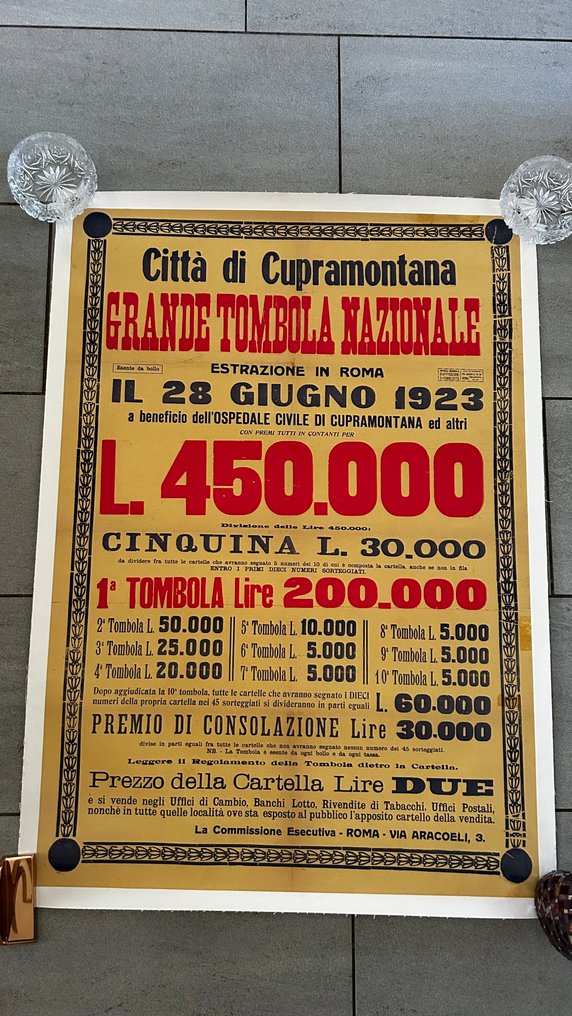 Città di Cupramontana
GRANDE TOMBOLA NAZIONALE
Esente da bollo
ESTRAZIONE IN ROMA
IL 28 GIUGNO 1923
a beneficio dell'OSPEDALE CIVILE DI CUPRAMONTANA ed altri
CON PREMI TUTTI IN CONTANTI PER
L. 450.000
Divisione delle Lire 450.000:
CINQUINA L. 30.000
da dividere fra tutte le cartelle che avranno segnato 5 numeri dei 10 di cui è composta la cartella, anche se non in fila
ENTRO I PRIMI DIECI NUMERI SORTEGGIATI.
1ª TOMBOLA Lire 200.000
2ª Tombola L. 50.000
3ª Tombola L. 25.000
4ª Tombola L. 20.000
5ª Tombola L. 10.000
6ª Tombola L. 5.000
7ª Tombola L. 5.000
8ª Tombola L. 5.000
9ª Tombola L. 5.000
10ª Tombola L. 5.000
Dopo aggiudicata la 10ª tombola, tutte le cartelle che avranno segnato i DIECI
numeri della propria cartella nei 45 sorteggiati si divideranno in parti eguali L. 60.000
PREMIO DI CONSOLAZIONE Lire 30.000
divise in parti eguali fra tutte le cartelle che non avranno segnato nessun numero dei 45 sorteggiati.
NB. - La Tombola è esente da ogni bollo e da ogni tassa.
Leggere il Regolamento della Tombola dietro la Cartella.
Prezzo della Cartella Lire DUE
e si vende negli Uffici di Cambio, Banchi Lotto, Rivendite di Tabacchi, Uffici Postali,
nonchè in tutte quelle località ove sta esposto al pubblico l'apposito cartello della vendita.
La Commissione Esecutiva - ROMA - VIA ARACOELI, 3.